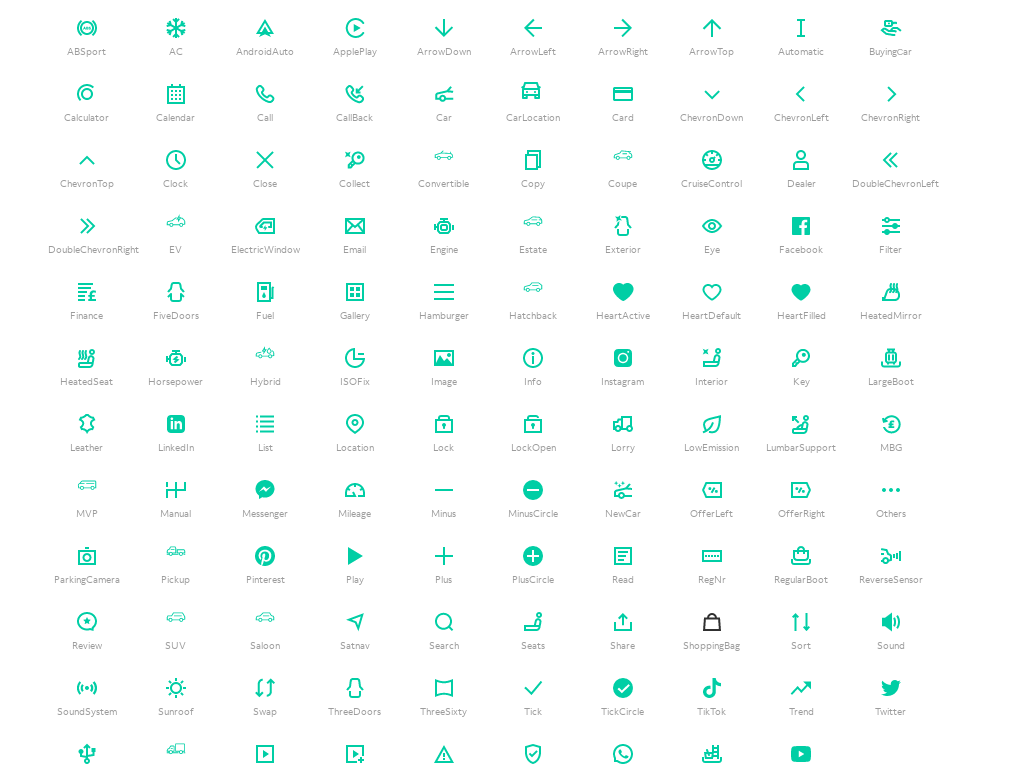 ABSport AC AndroidAuto ApplePlay ArrowDown ArrowLeft ArrowRight ArrowTop Automatic BuyingCar
Calculator Calendar Call CallBack Car CarLocation Card ChevronDown ChevronLeft ChevronRight
ChevronTop Clock Close Collect Convertible Copy Coupe CruiseControl Dealer DoubleChevronLeft
DoubleChevronRight EV ElectricWindow Email Engine Estate Exterior Eye Facebook Filter
Finance FiveDoors Fuel Gallery Hamburger Hatchback HeartActive HeartDefault HeartFilled HeatedMirror
HeatedSeat Horsepower Hybrid ISOFix Image Info Instagram Interior Key LargeBoot
Leather LinkedIn List Location Lock LockOpen Lorry LowEmission LumbarSupport MBG
MVP Manual Messenger Mileage Minus MinusCircle NewCar OfferLeft OfferRight Others
ParkingCamera Pickup Pinterest Play Plus PlusCircle Read RegNr RegularBoot ReverseSensor
Review SUV Saloon Satnav Search Seats Share ShoppingBag Sort Sound
SoundSystem Sunroof Swap ThreeDoors ThreeSixty Tick TickCircle TikTok Trend Twitter